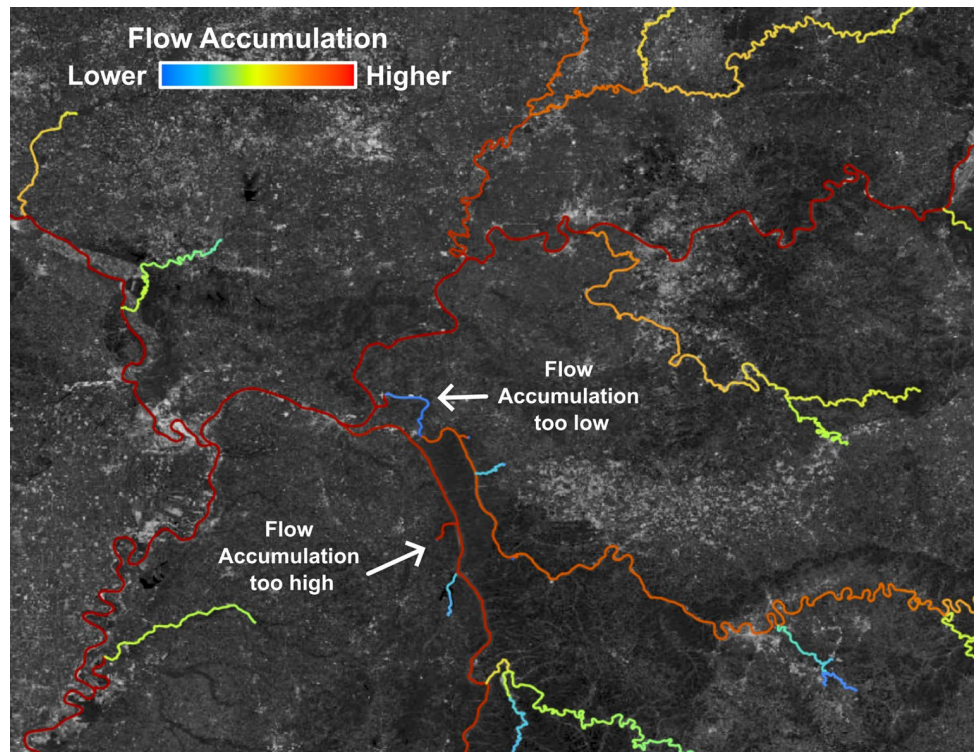 Flow Accumulation
Lower Higher
Flow
Accumulation
too low
Flow
Accumulation
too high